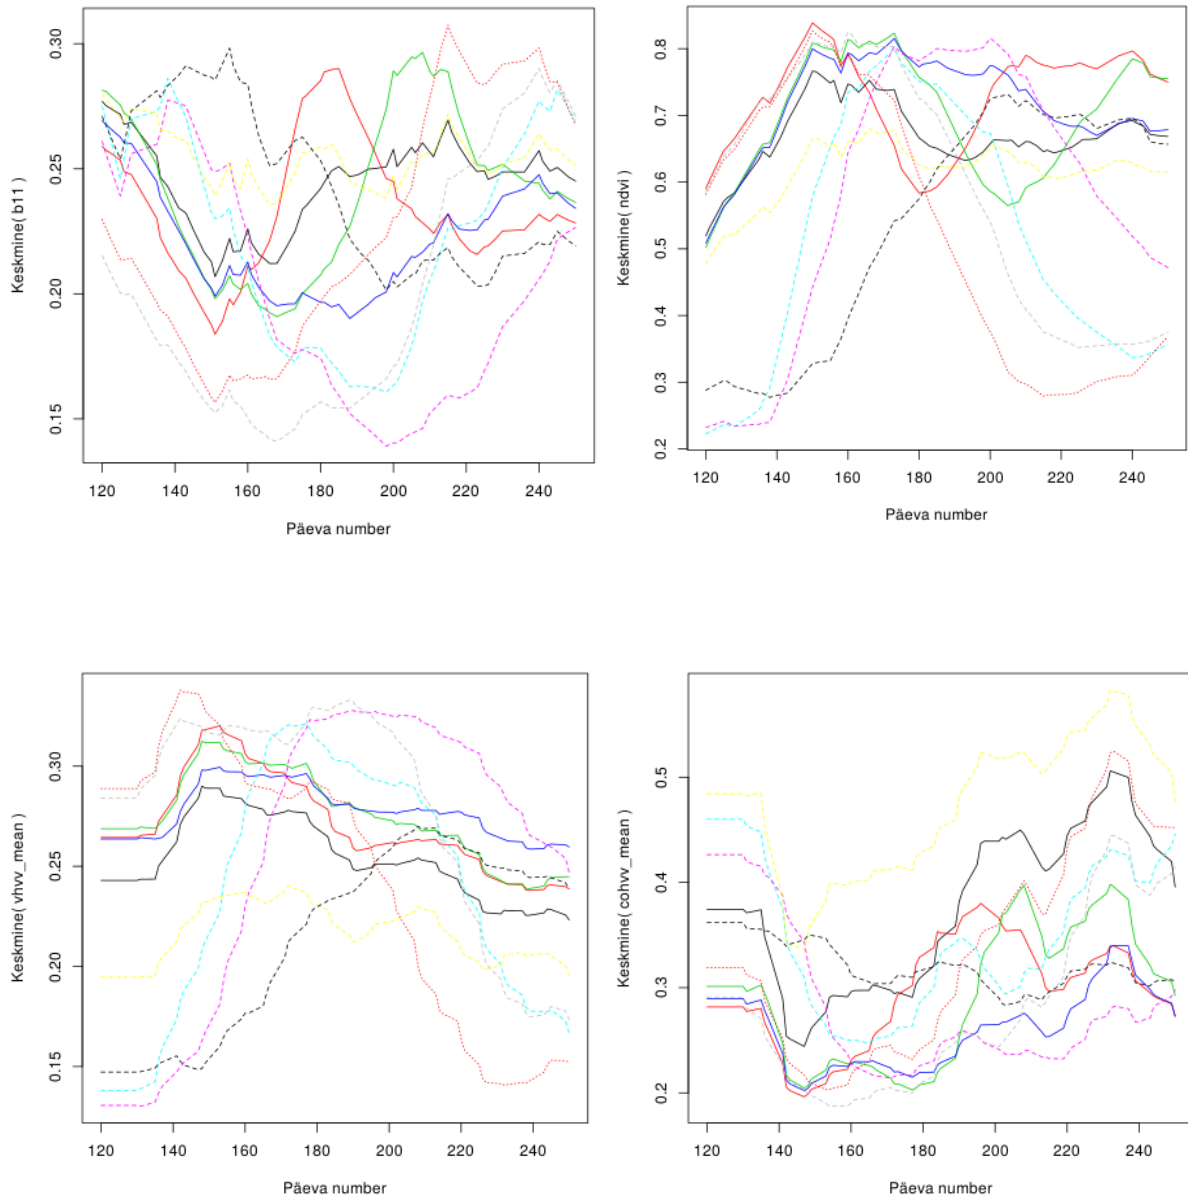 Keskmine( b11 )
0.15 0.20 0.25 0.30
120 140 160 180 200 220 240
Päeva number
Keskmine( ndvi )
0.2 0.3 0.4 0.5 0.6 0.7 0.8
120 140 160 180 200 220 240
Päeva number
Keskmine( vhvv_mean )
0.15 0.20 0.25 0.30
120 140 160 180 200 220 240
Päeva number
Keskmine( cohvv_mean )
0.2 0.3 0.4 0.5
120 140 160 180 200 220 240
Päeva number